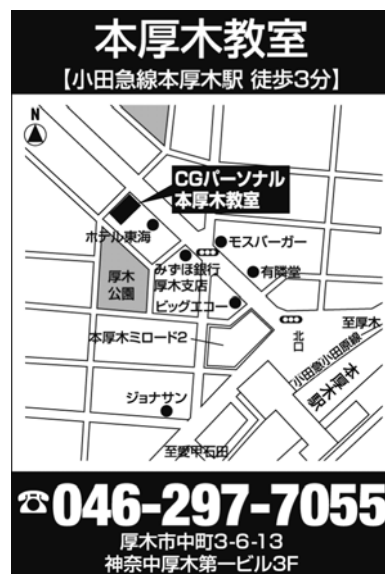 本厚木教室
【小田急線本厚木駅 徒歩3分】
N
CGパーソナル
本厚木教室
ホテル東海
モスバーガー
みずほ銀行
厚木支店
有隣堂
厚木
公園
ビッグエコー
本厚木ミロード2
至厚木
北口
小田急小田原線
本厚木駅
ジョナサン
至愛甲石田
☎046-297-7055
厚木市中町3-6-13
神奈中厚木第一ビル3F